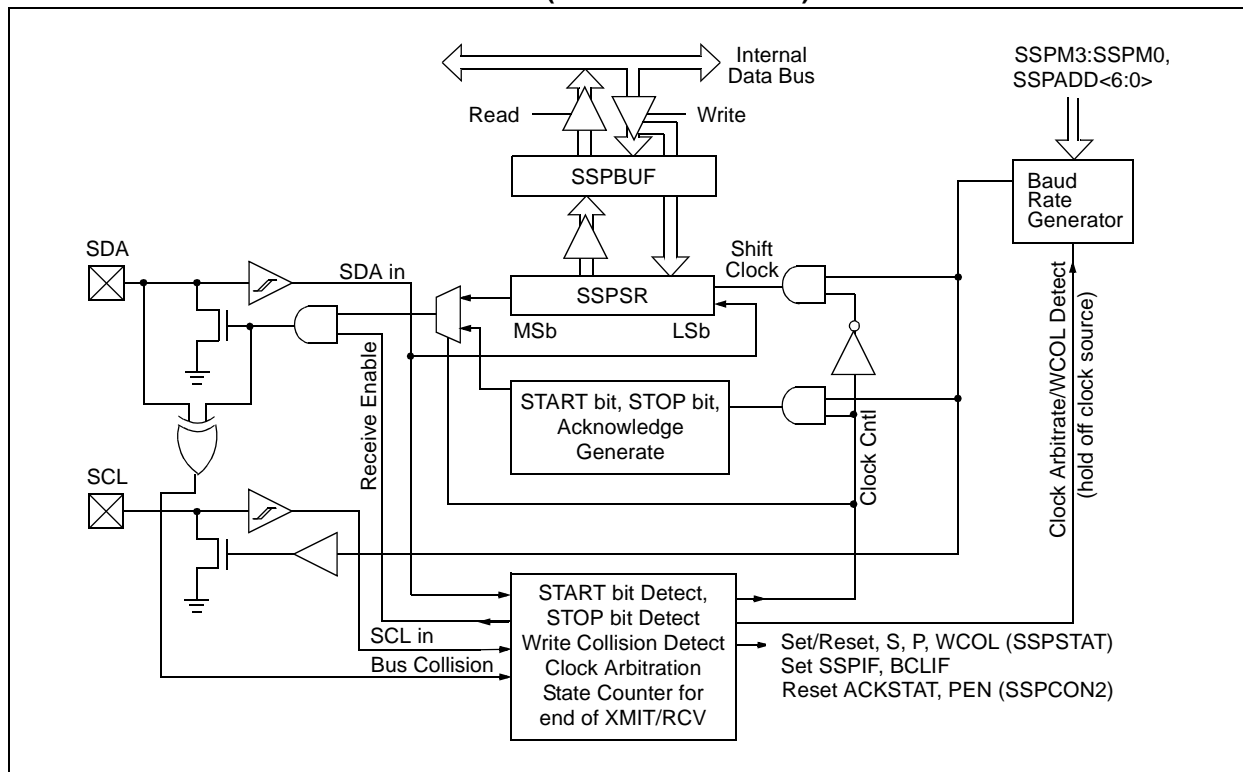 Internal
Data Bus
SSPM3:SSPM0,
SSPADD<6:0>
Read
Write
SSPBUF
Baud
Rate
Generator
SDA
SDA in
Shift
Clock
SSPSR
MSb
LSb
Receive Enable
START bit, STOP bit,
Acknowledge
Generate
Clock Cntl
Clock Arbitrate/WCOL Detect
(hold off clock source)
SCL
START bit Detect,
STOP bit Detect
Write Collision Detect
Clock Arbitration
State Counter for
end of XMIT/RCV
SCL in
Bus Collision
Set/Reset, S, P, WCOL (SSPSTAT)
Set SSPIF, BCLIF
Reset ACKSTAT, PEN (SSPCON2)